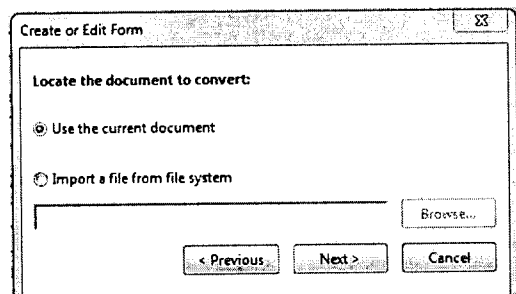 Create or Edit Form
Locate the document to convert:
Use the current document
Import a file from file system
Browse...
< Previous
Next >
Cancel